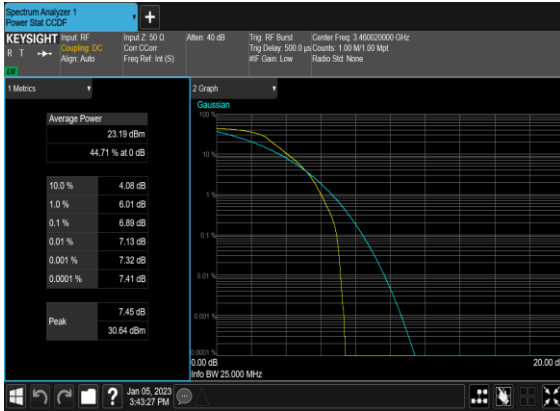 Spectrum Analyzer 1
Power Stat CCDF
KEYSIGHT
R T
LXI
Input: RF
Coupling: DC
Align: Auto
Input Z: 50 Ω
Corr CCorr
Freq Ref: Int (S)
Atten: 40 dB
Trig: RF Burst
Trig Delay: 500.0 µs
#IF Gain: Low
Center Freq: 3.460020000 GHz
Counts: 1.00 M/1.00 Mpt
Radio Std: None
1 Metrics
Average Power
23.19 dBm
44.71 % at 0 dB
10.0 % 4.08 dB
1.0 % 6.01 dB
0.1 % 6.89 dB
0.01 % 7.13 dB
0.001 % 7.32 dB
0.0001 % 7.41 dB
Peak
7.45 dB
30.64 dBm
2 Graph
Gaussian
100 %
10 %
1 %
0.1 %
0.01 %
0.001 %
0.0001 %
0.00 dB
20.00 d
Info BW 25.000 MHz
Jan 05, 2023
3:43:27 PM